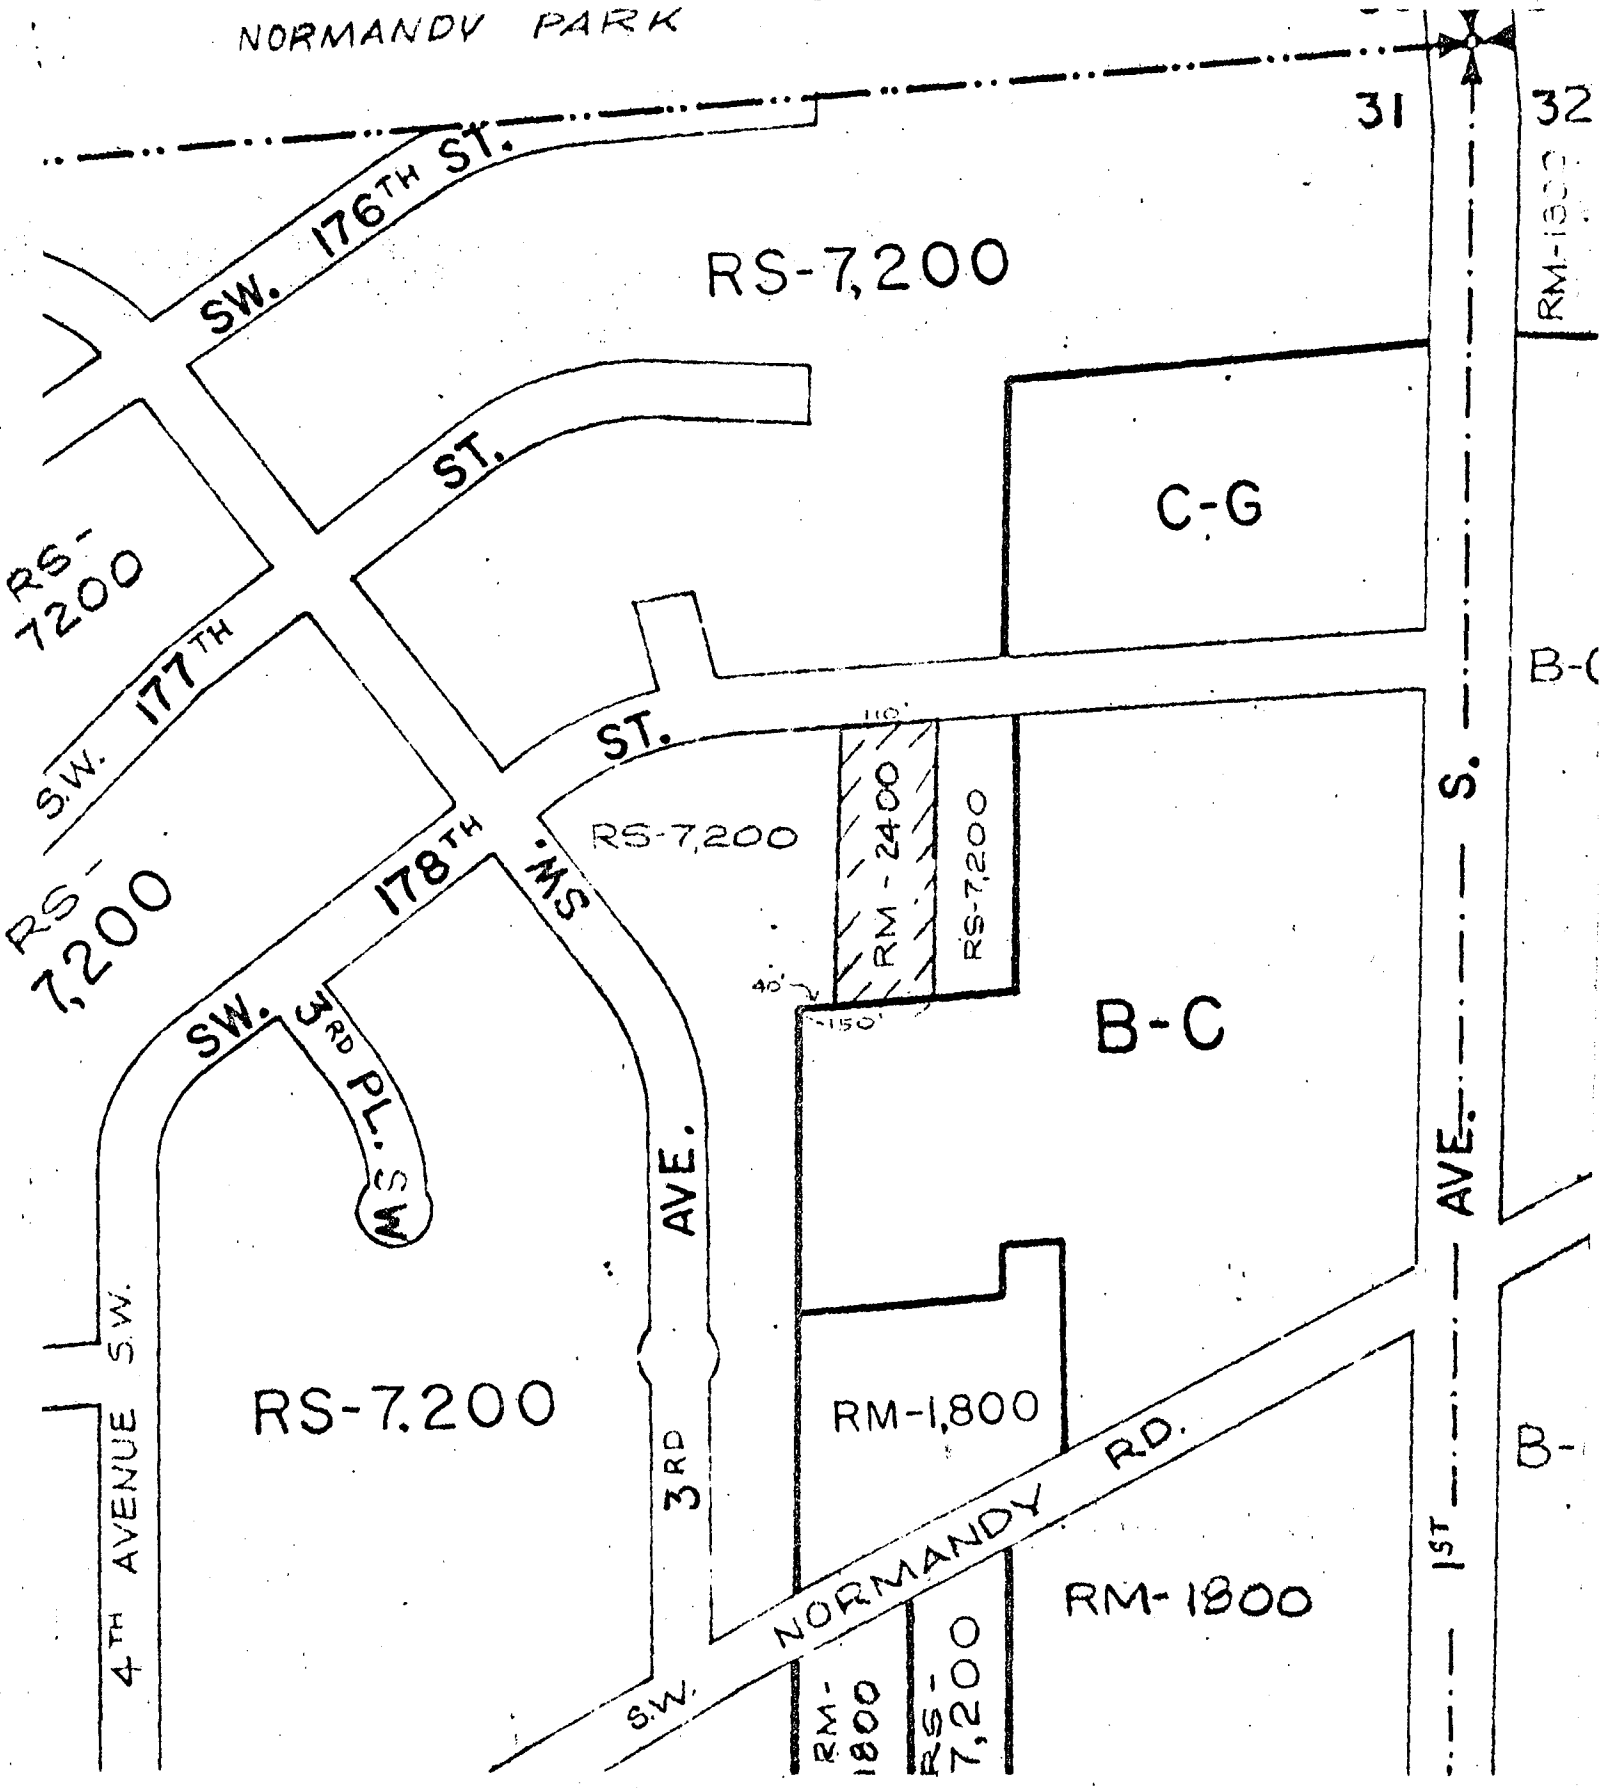 NORMANDY PARK
31
32
SW. 176TH ST.
RM-1800
RS-7,200
ST.
C-G
RS-
7200
S.W. 177TH
B-C
ST.
110'
S.
RS-7,200
RM - 2400
RS-7,200
178TH
SW.
RS-
7,200
40'
150'
B-C
SW.
3RD PL. SW
AVE.
AVE.
4TH AVENUE S.W.
RS-7.200
RM-1,800
RD.
3RD
B-
NORMANDY
1ST
RM-1800
S.W.
RM-
1800
RS-
7,200